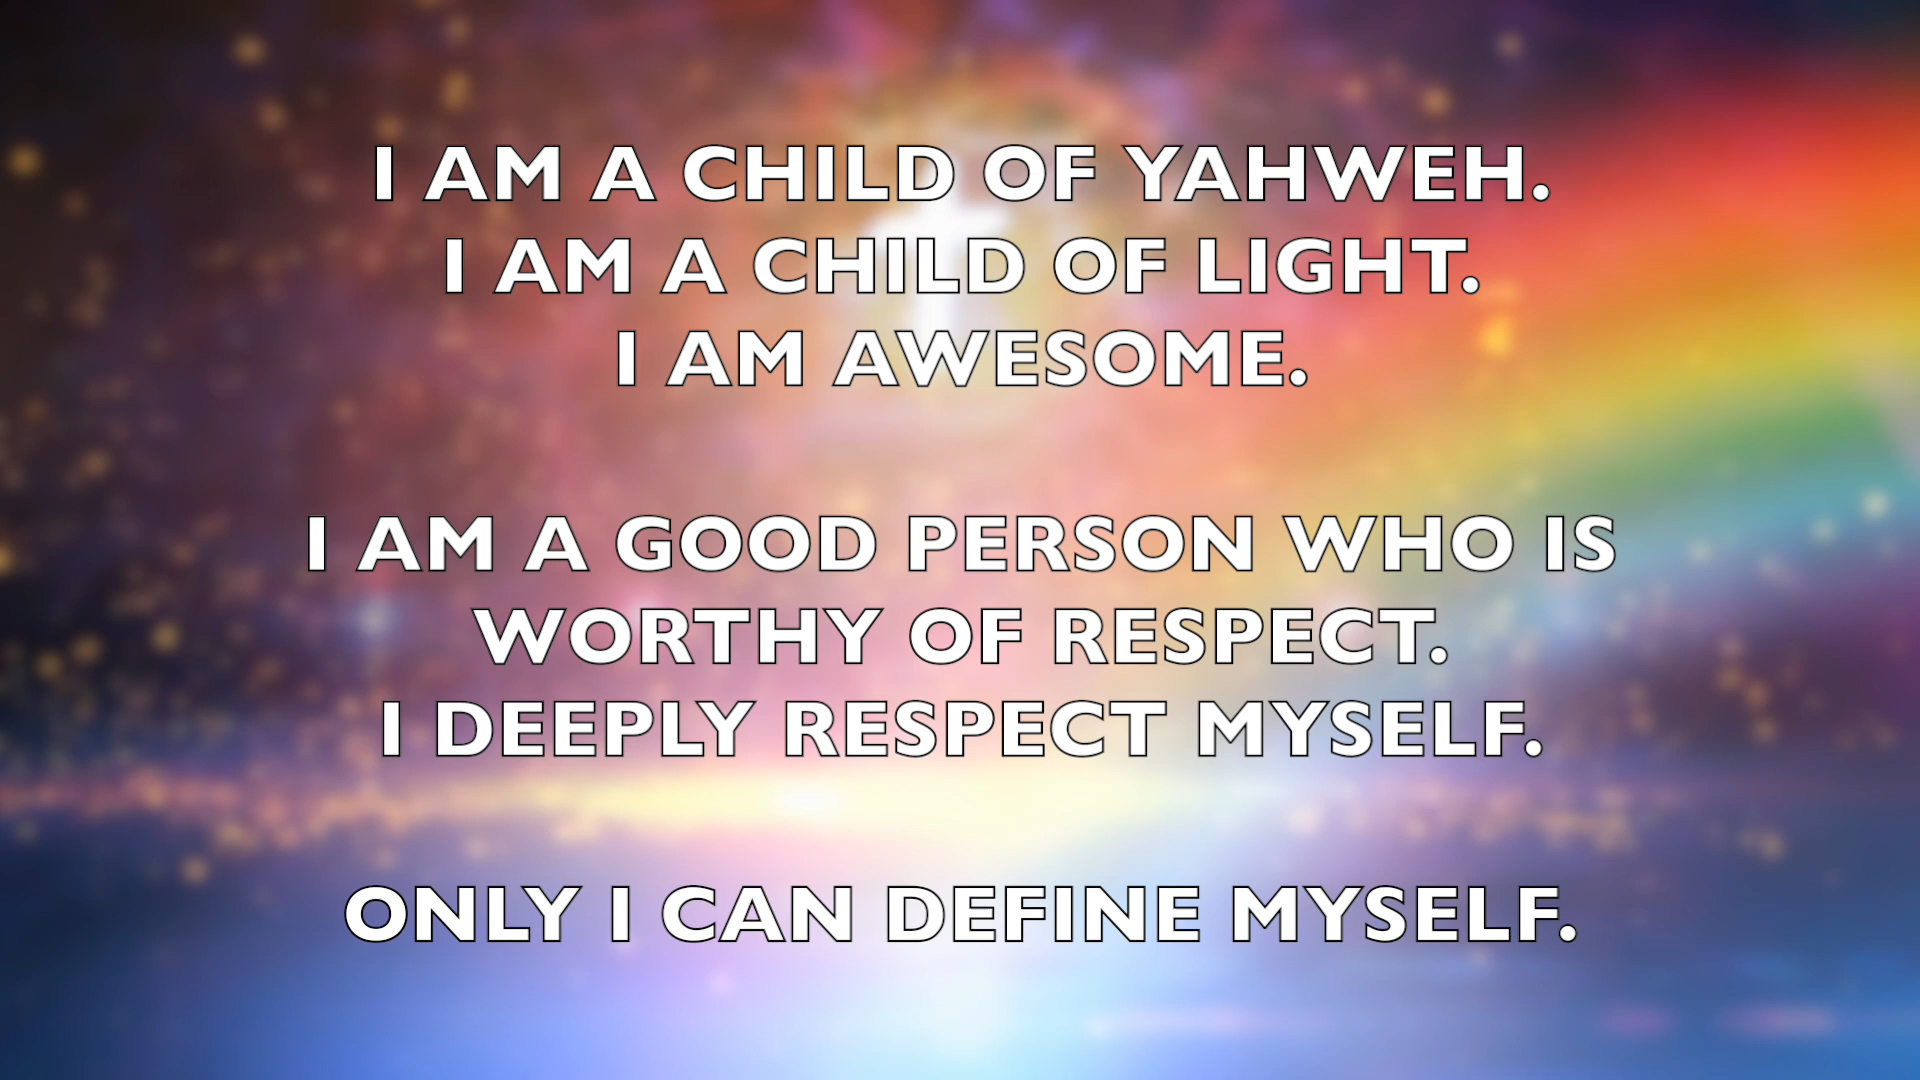 I AM A CHILD OF YAHWEH.
I AM A CHILD OF LIGHT.
I AM AWESOME.
I AM A GOOD PERSON WHO IS
WORTHY OF RESPECT.
I DEEPLY RESPECT MYSELF.
ONLY I CAN DEFINE MYSELF.